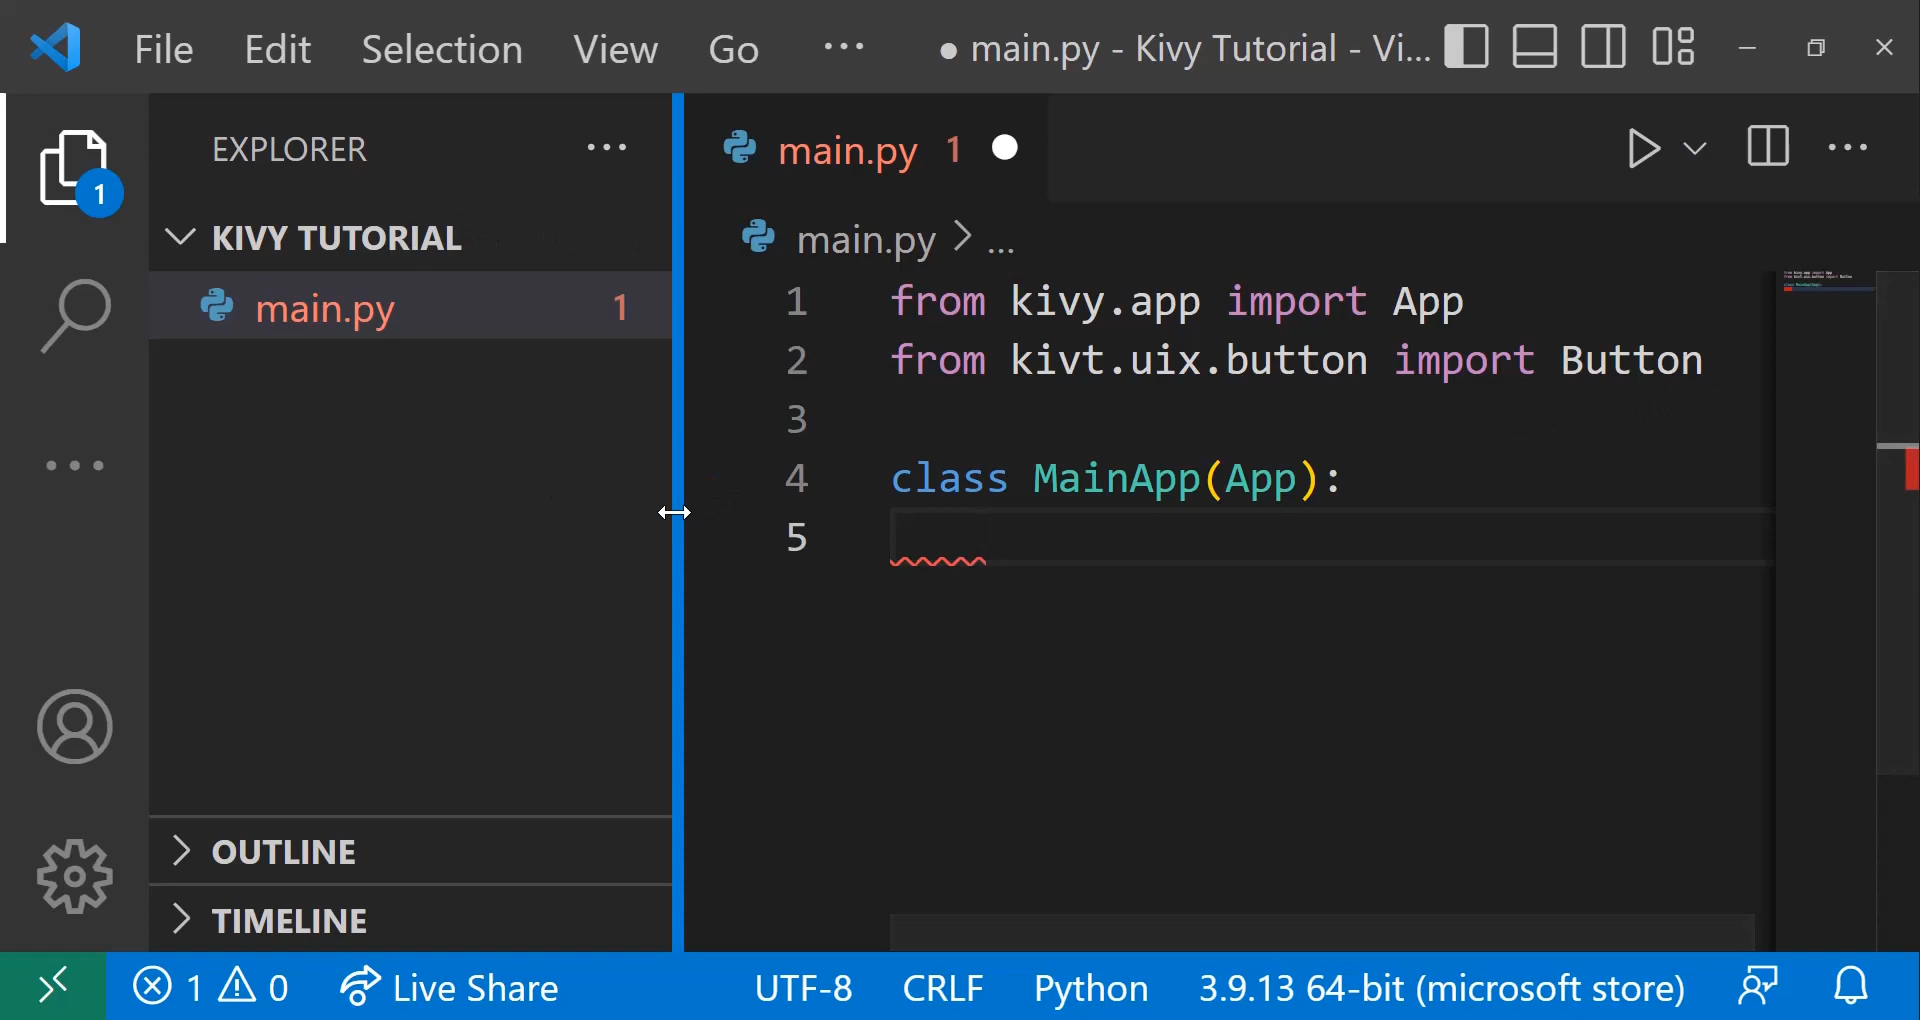 File Edit Selection View Go ··· ● main.py - Kivy Tutorial - Vi...
1
EXPLORER ···
KIVY TUTORIAL
main.py 1
OUTLINE
TIMELINE
main.py 1
main.py > ...
1 from kivy.app import App
2 from kivt.uix.button import Button
3
4 class MainApp(App):
5
1 0 Live Share UTF-8 CRLF Python 3.9.13 64-bit (microsoft store)